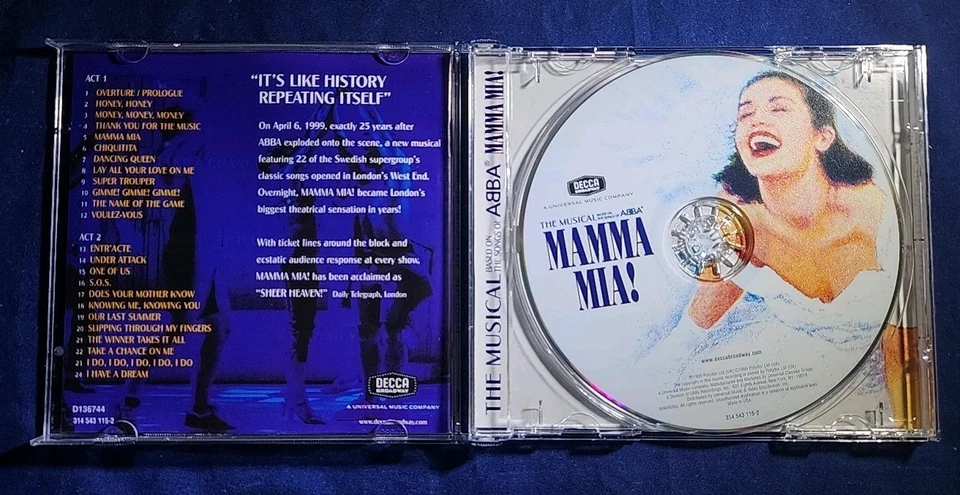 ACT 1
1 OVERTURE / PROLOGUE
2 HONEY, HONEY
3 MONEY, MONEY, MONEY
4 THANK YOU FOR THE MUSIC
5 MAMMA MIA
6 CHIQUITITA
7 DANCING QUEEN
8 LAY ALL YOUR LOVE ON ME
9 SUPER TROUPER
10 GIMME! GIMME! GIMME!
11 THE NAME OF THE GAME
12 VOULEZ-VOUS
ACT 2
13 ENTR'ACTE
14 UNDER ATTACK
15 ONE OF US
16 S.O.S.
17 DOES YOUR MOTHER KNOW
18 KNOWING ME, KNOWING YOU
19 OUR LAST SUMMER
20 SLIPPING THROUGH MY FINGERS
21 THE WINNER TAKES IT ALL
22 TAKE A CHANCE ON ME
23 I DO, I DO, I DO, I DO, I DO
24 I HAVE A DREAM
D136744
314 543 115-2
"IT'S LIKE HISTORY
REPEATING ITSELF"
On April 6, 1999, exactly 25 years after
ABBA exploded onto the scene, a new musical
featuring 22 of the Swedish supergroup's
classic songs opened in London's West End.
Overnight, MAMMA MIA! became London's
biggest theatrical sensation in years!
With ticket lines around the block and
ecstatic audience response at every show,
MAMMA MIA! has been acclaimed as
"SHEER HEAVEN!" Daily Telegraph, London
DECCA
BROADWAY
A UNIVERSAL MUSIC COMPANY
www.deccabroadway.com
THE MUSICAL BASED ON THE SONGS OF ABBA® MAMMA MIA!
DECCA
BROADWAY
A UNIVERSAL MUSIC COMPANY
THE MUSICAL BASED ON THE SONGS OF ABBA
MAMMA
MIA!
www.deccabroadway.com
314 543 115-2